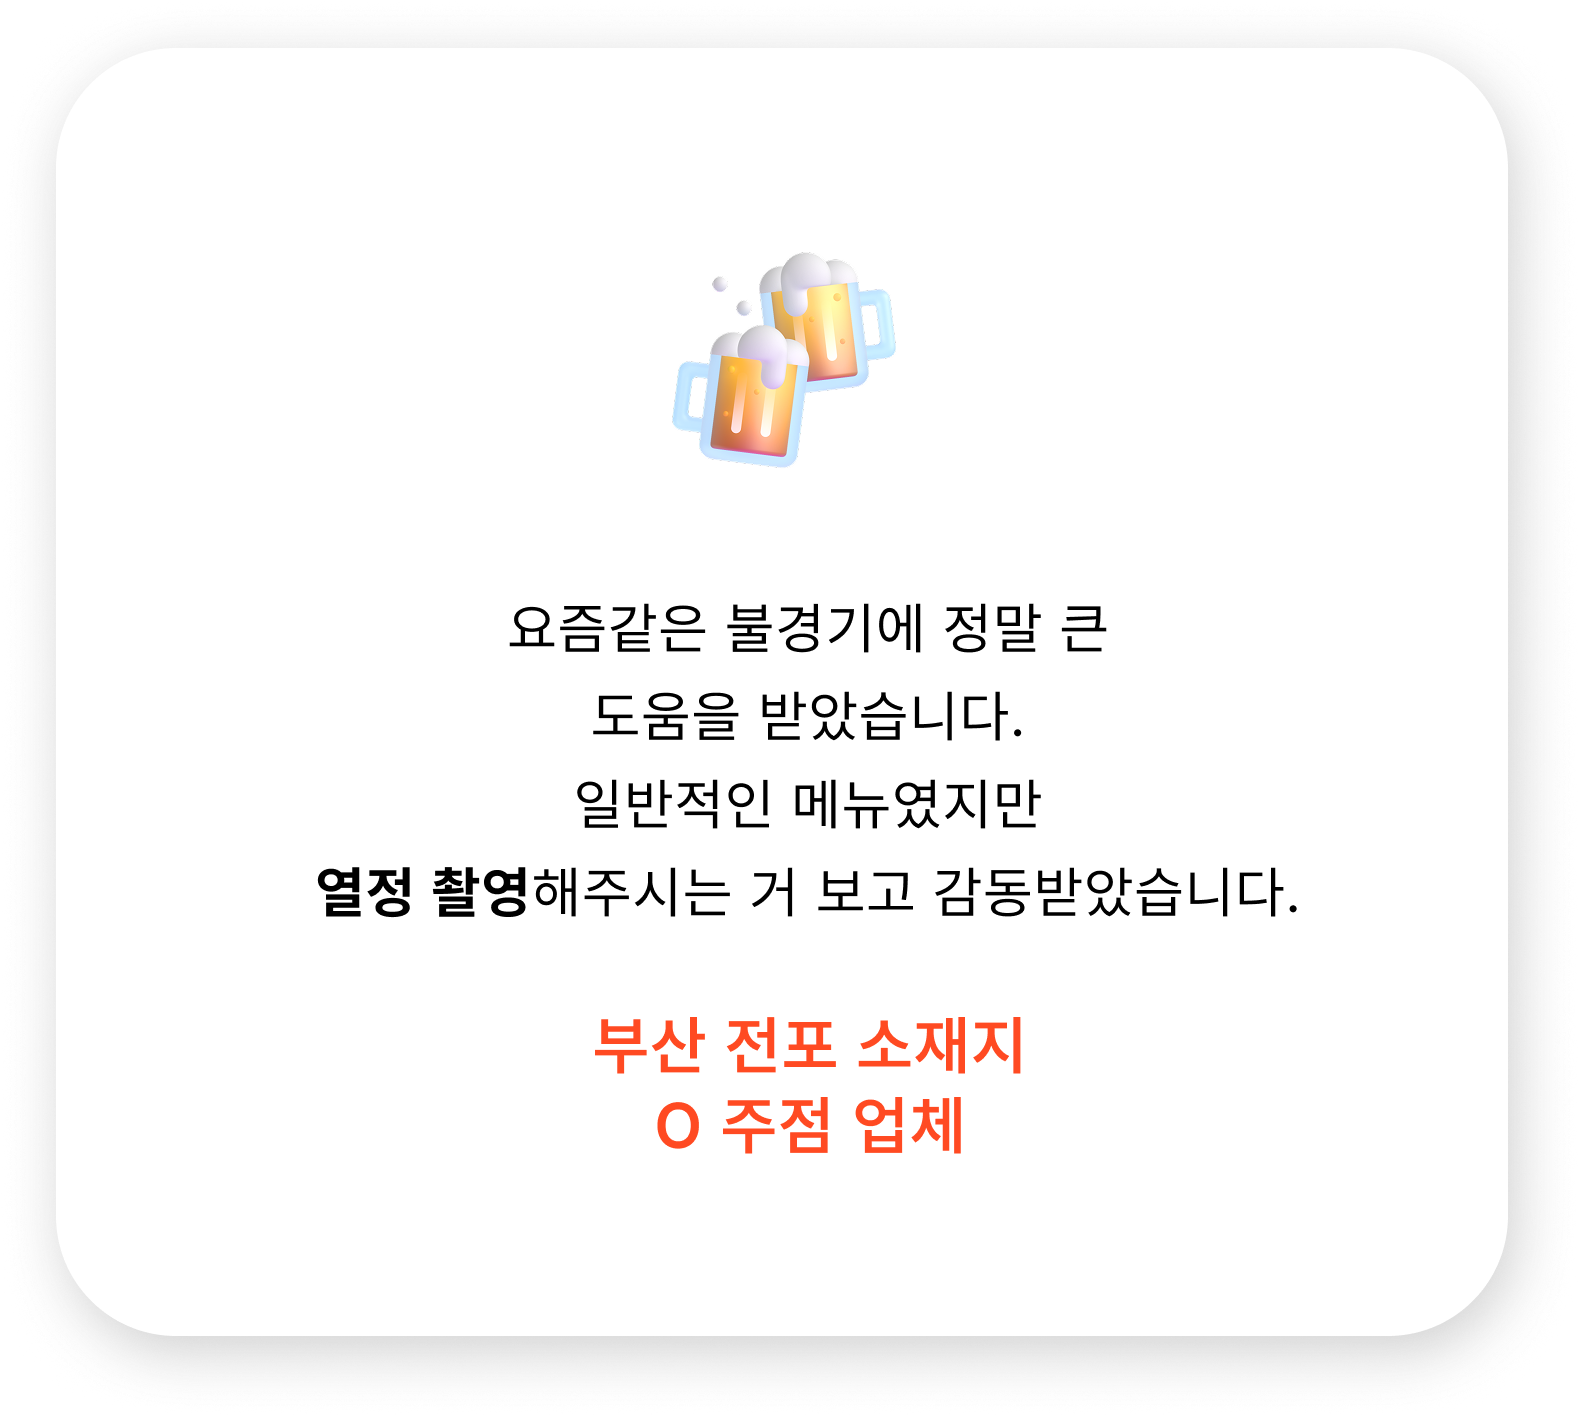 요즘같은 불경기에 정말 큰
도움을 받았습니다.
일반적인 메뉴였지만
열정 촬영해주시는 거 보고 감동받았습니다.
부산 전포 소재지
O 주점 업체